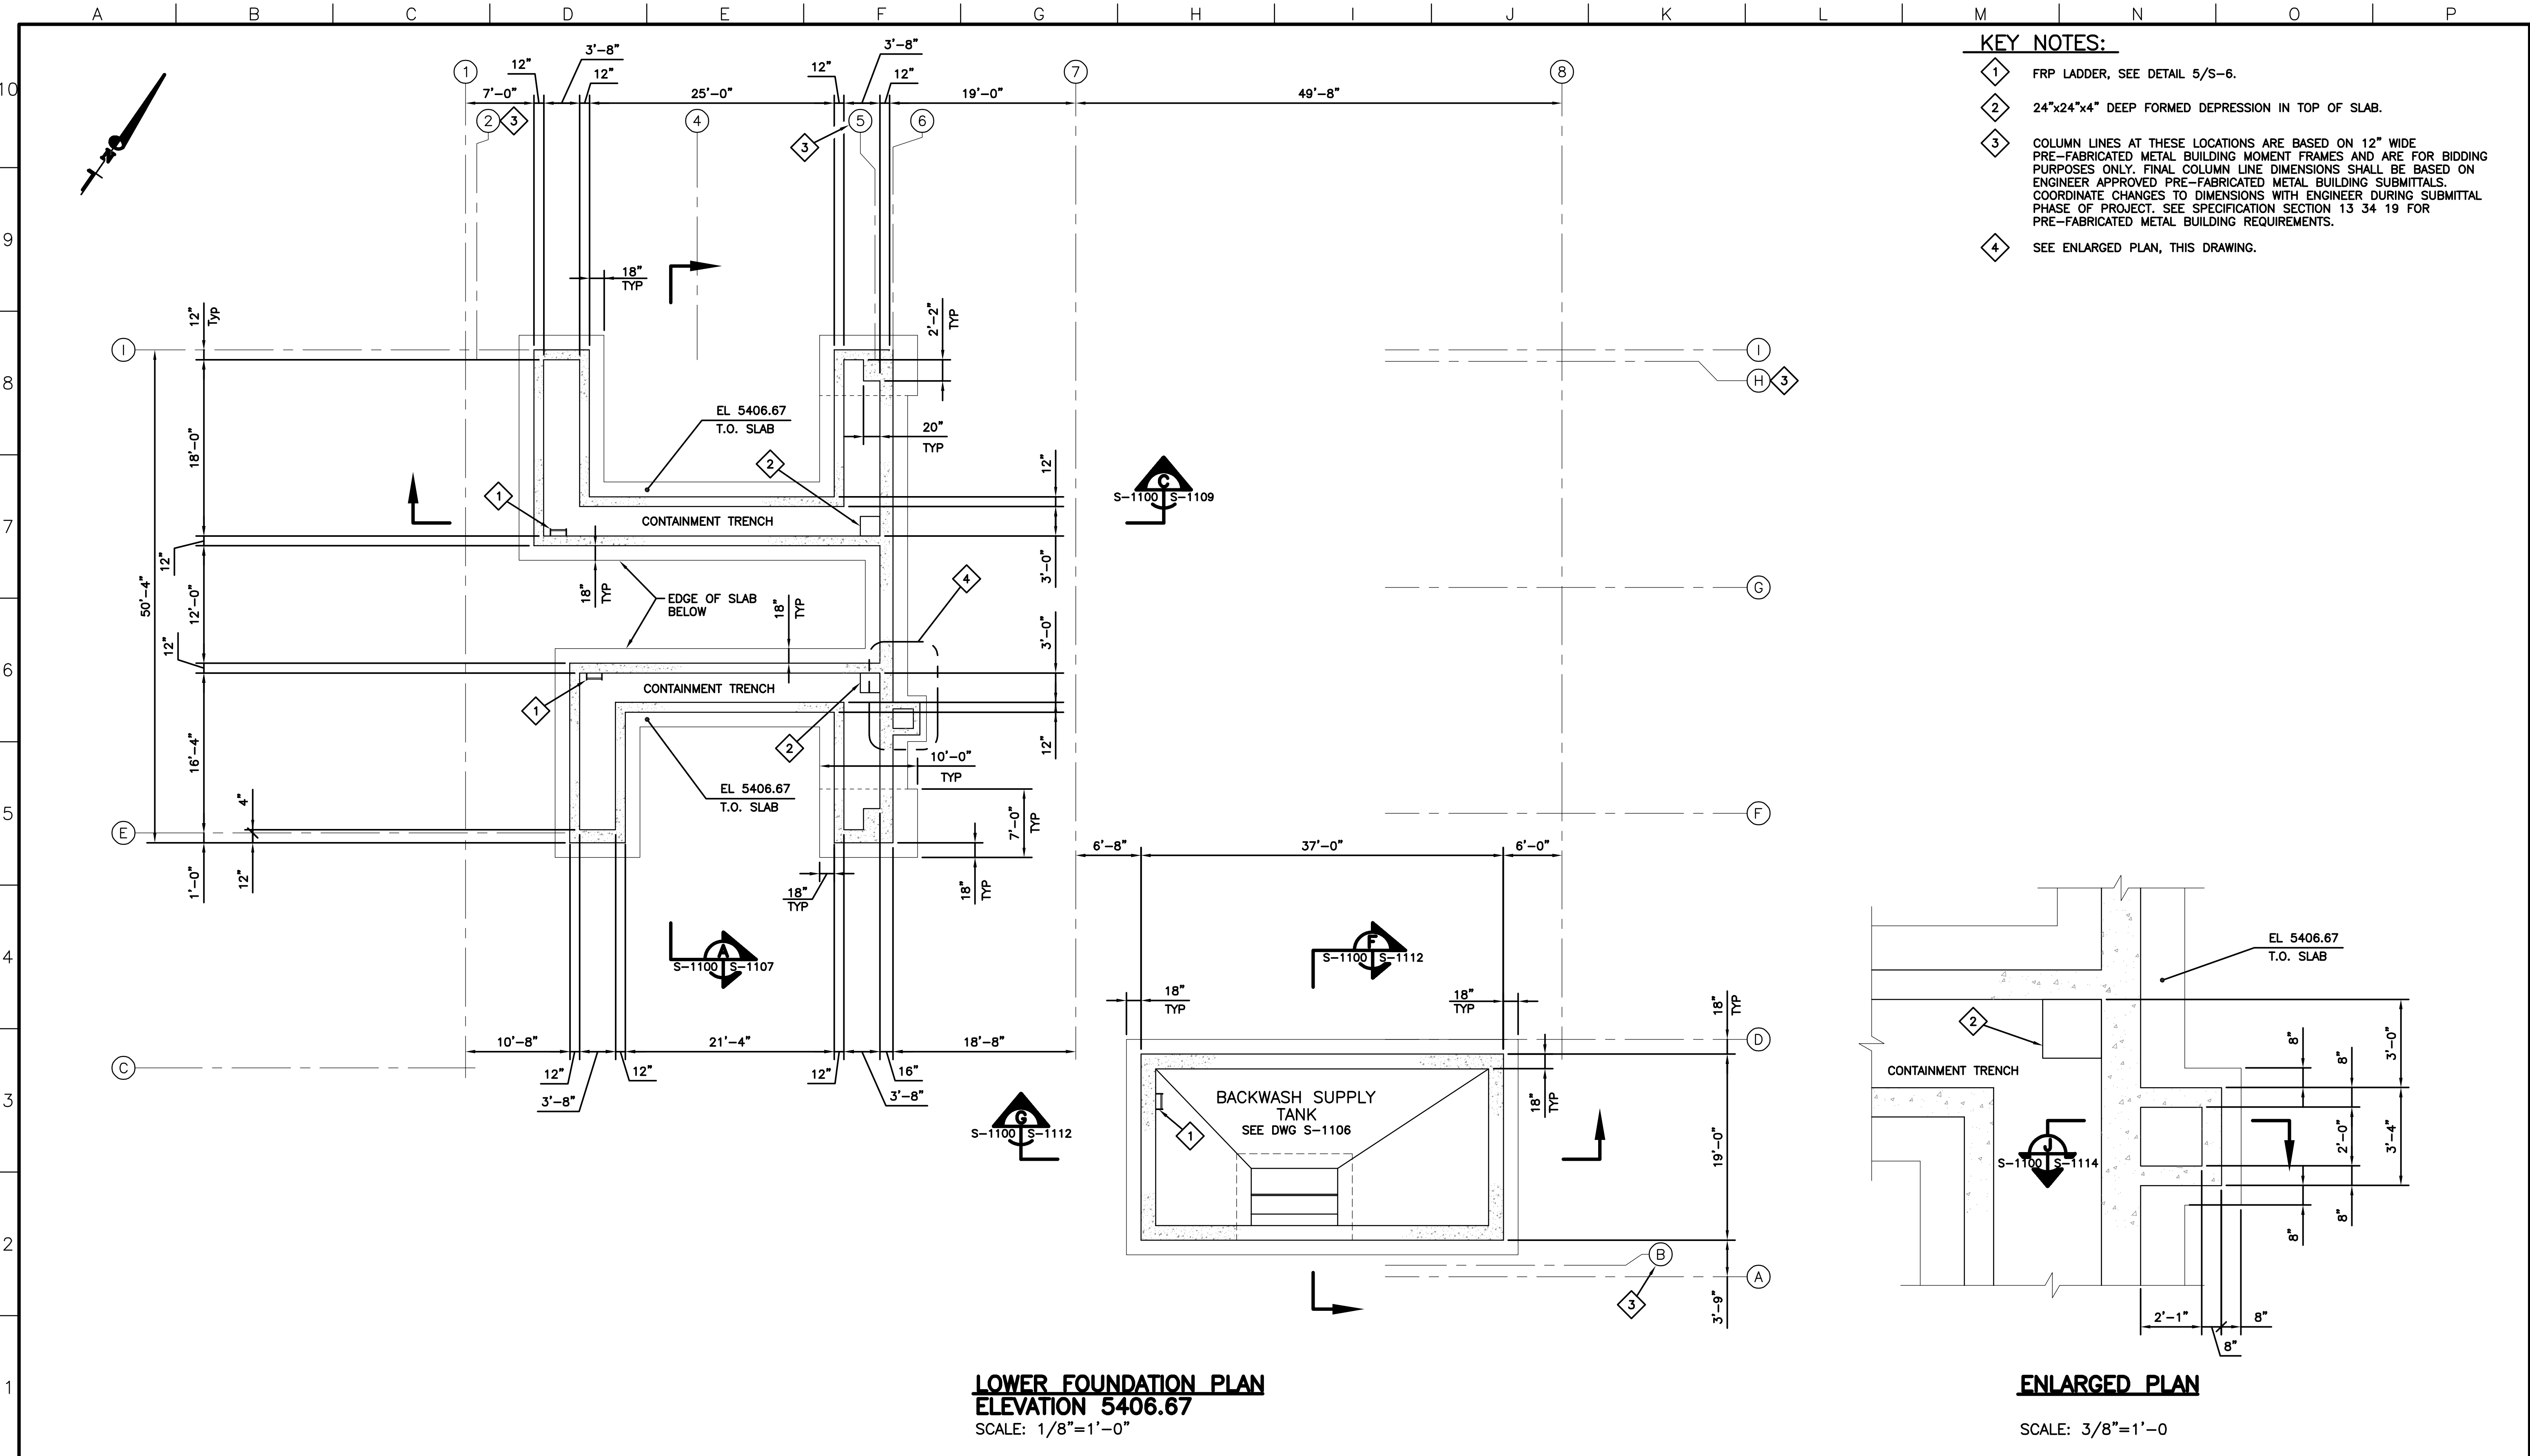 A B C D E F G H I J K L M N O P
10
9
8
7
6
5
4
3
2
1
KEY NOTES:
1 FRP LADDER, SEE DETAIL 5/S-6.
2 24"x24"x4" DEEP FORMED DEPRESSION IN TOP OF SLAB.
3 COLUMN LINES AT THESE LOCATIONS ARE BASED ON 12" WIDE
PRE-FABRICATED METAL BUILDING MOMENT FRAMES AND ARE FOR BIDDING
PURPOSES ONLY. FINAL COLUMN LINE DIMENSIONS SHALL BE BASED ON
ENGINEER APPROVED PRE-FABRICATED METAL BUILDING SUBMITTALS.
COORDINATE CHANGES TO DIMENSIONS WITH ENGINEER DURING SUBMITTAL
PHASE OF PROJECT. SEE SPECIFICATION SECTION 13 34 19 FOR
PRE-FABRICATED METAL BUILDING REQUIREMENTS.
4 SEE ENLARGED PLAN, THIS DRAWING.
N
3'-8" 3'-8"
12" 12" 12" 12"
1 7 8
7'-0" 25'-0" 19'-0" 49'-8"
2 3 4 5 6
3
18"
TYP
12"
Typ
2'-2"
TYP
I I
H 3
EL 5406.67
T.O. SLAB
20"
TYP
18'-0"
2
12"
C
S-1100 S-1109
1
CONTAINMENT TRENCH
12"
3'-0"
50'-4"
12'-0"
18"
TYP
EDGE OF SLAB
BELOW
18"
TYP
4
G
3'-0"
12"
CONTAINMENT TRENCH
1
2
12"
16'-4"
10'-0"
TYP
EL 5406.67
T.O. SLAB
4"
7'-0"
TYP
E F
1'-0"
12"
18"
TYP
18"
TYP
6'-8" 37'-0" 6'-0"
A
S-1100 S-1107
F
S-1100 S-1112
18"
TYP
18"
TYP
18"
TYP
10'-8" 21'-4" 18'-8"
D
C
12" 12" 12" 16"
3'-8" 3'-8"
G
S-1100 S-1112
BACKWASH SUPPLY
TANK
SEE DWG S-1106
1
18"
TYP
19'-0"
B
A
3
3'-9"
EL 5406.67
T.O. SLAB
2
CONTAINMENT TRENCH
8"
8"
3'-0"
J
S-1100 S-1114
2'-0"
3'-4"
8"
8"
2'-1" 8"
8"
LOWER FOUNDATION PLAN
ELEVATION 5406.67
SCALE: 1/8"=1'-0"
ENLARGED PLAN
SCALE: 3/8"=1'-0